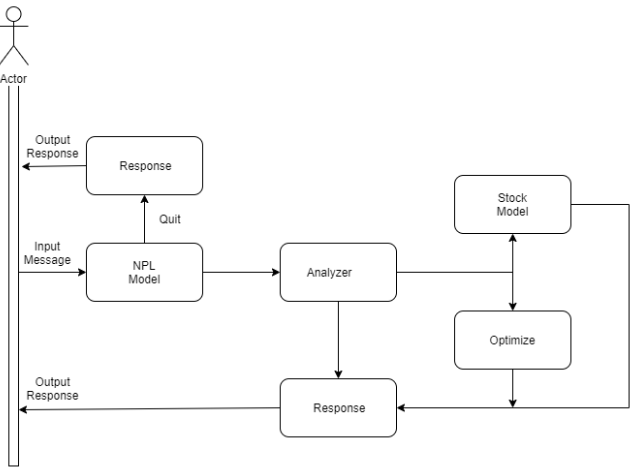 Actor
Output
Response
Response
Quit
Input
Message
NPL
Model
Analyzer
Stock
Model
Optimize
Output
Response
Response